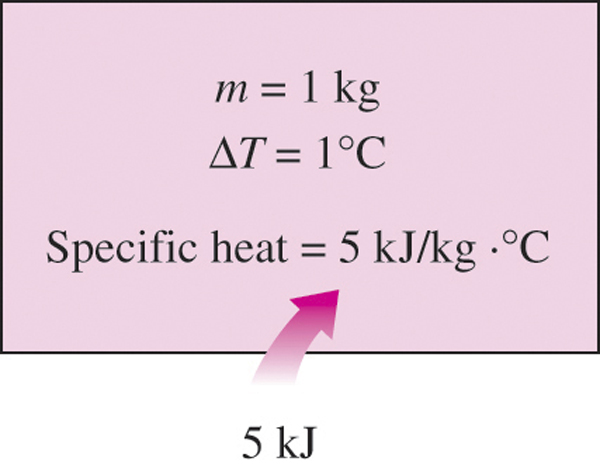 m = 1 kg
ΔT = 1°C
Specific heat = 5 kJ/kg ·°C
5 kJ